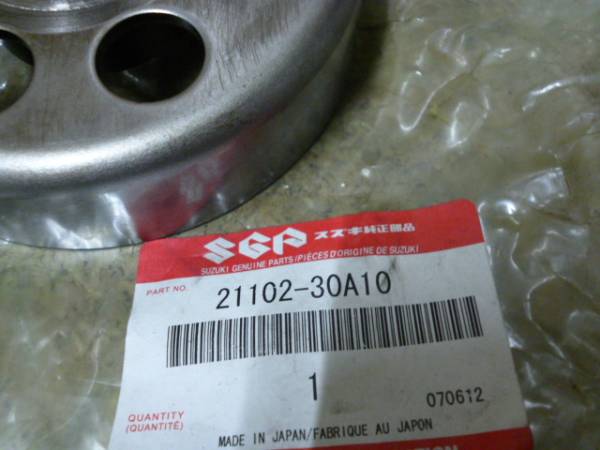 SGP スズキ純正部品
SUZUKI GENUINE PARTS/PIÈCES D'ORIGINE DE SUZUKI
PART NO. 21102-30A10
1
070612
QUANTITY
(QUANTITÉ)
MADE IN JAPAN/FABRIQUE AU JAPON